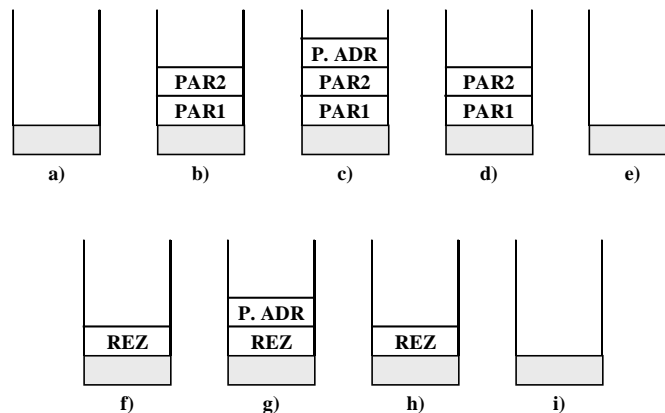 P. ADR
PAR2 PAR2 PAR2
PAR1 PAR1 PAR1
a) b) c) d) e)
P. ADR
REZ REZ REZ
f) g) h) i)